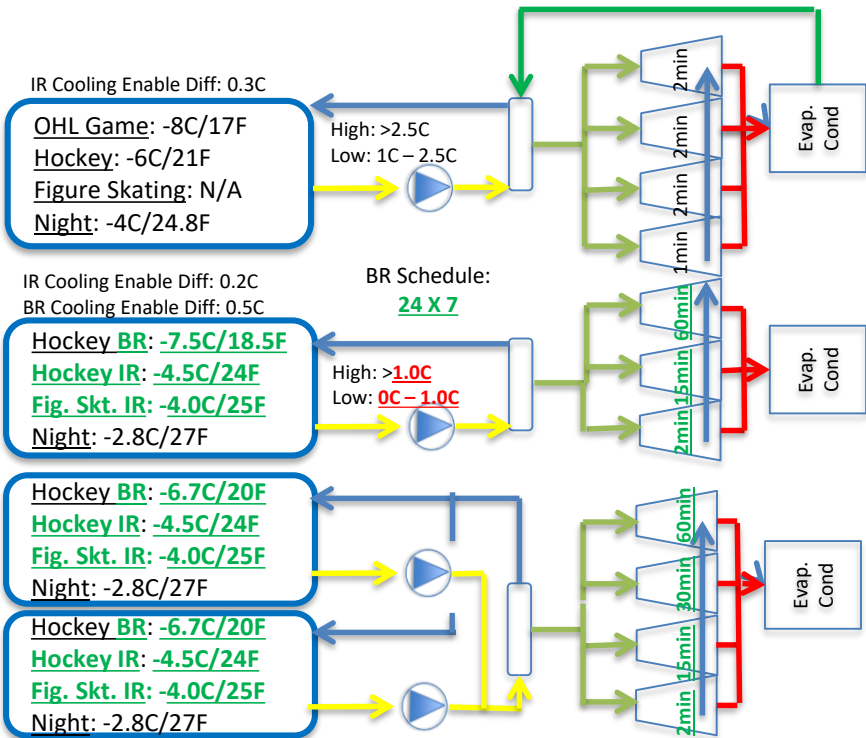 IR Cooling Enable Diff: 0.3C
OHL Game: -8C/17F
Hockey: -6C/21F
Figure Skating: N/A
Night: -4C/24.8F
High: >2.5C
Low: 1C – 2.5C
2min
2min
2min
1min
Evap.
Cond
IR Cooling Enable Diff: 0.2C
BR Cooling Enable Diff: 0.5C
BR Schedule:
24 X 7
Hockey BR: -7.5C/18.5F
Hockey IR: -4.5C/24F
Fig. Skt. IR: -4.0C/25F
Night: -2.8C/27F
High: >1.0C
Low: 0C – 1.0C
60min
15min
2min
Evap.
Cond
Hockey BR: -6.7C/20F
Hockey IR: -4.5C/24F
Fig. Skt. IR: -4.0C/25F
Night: -2.8C/27F
Hockey BR: -6.7C/20F
Hockey IR: -4.5C/24F
Fig. Skt. IR: -4.0C/25F
Night: -2.8C/27F
60min
30min
15min
2min
Evap.
Cond